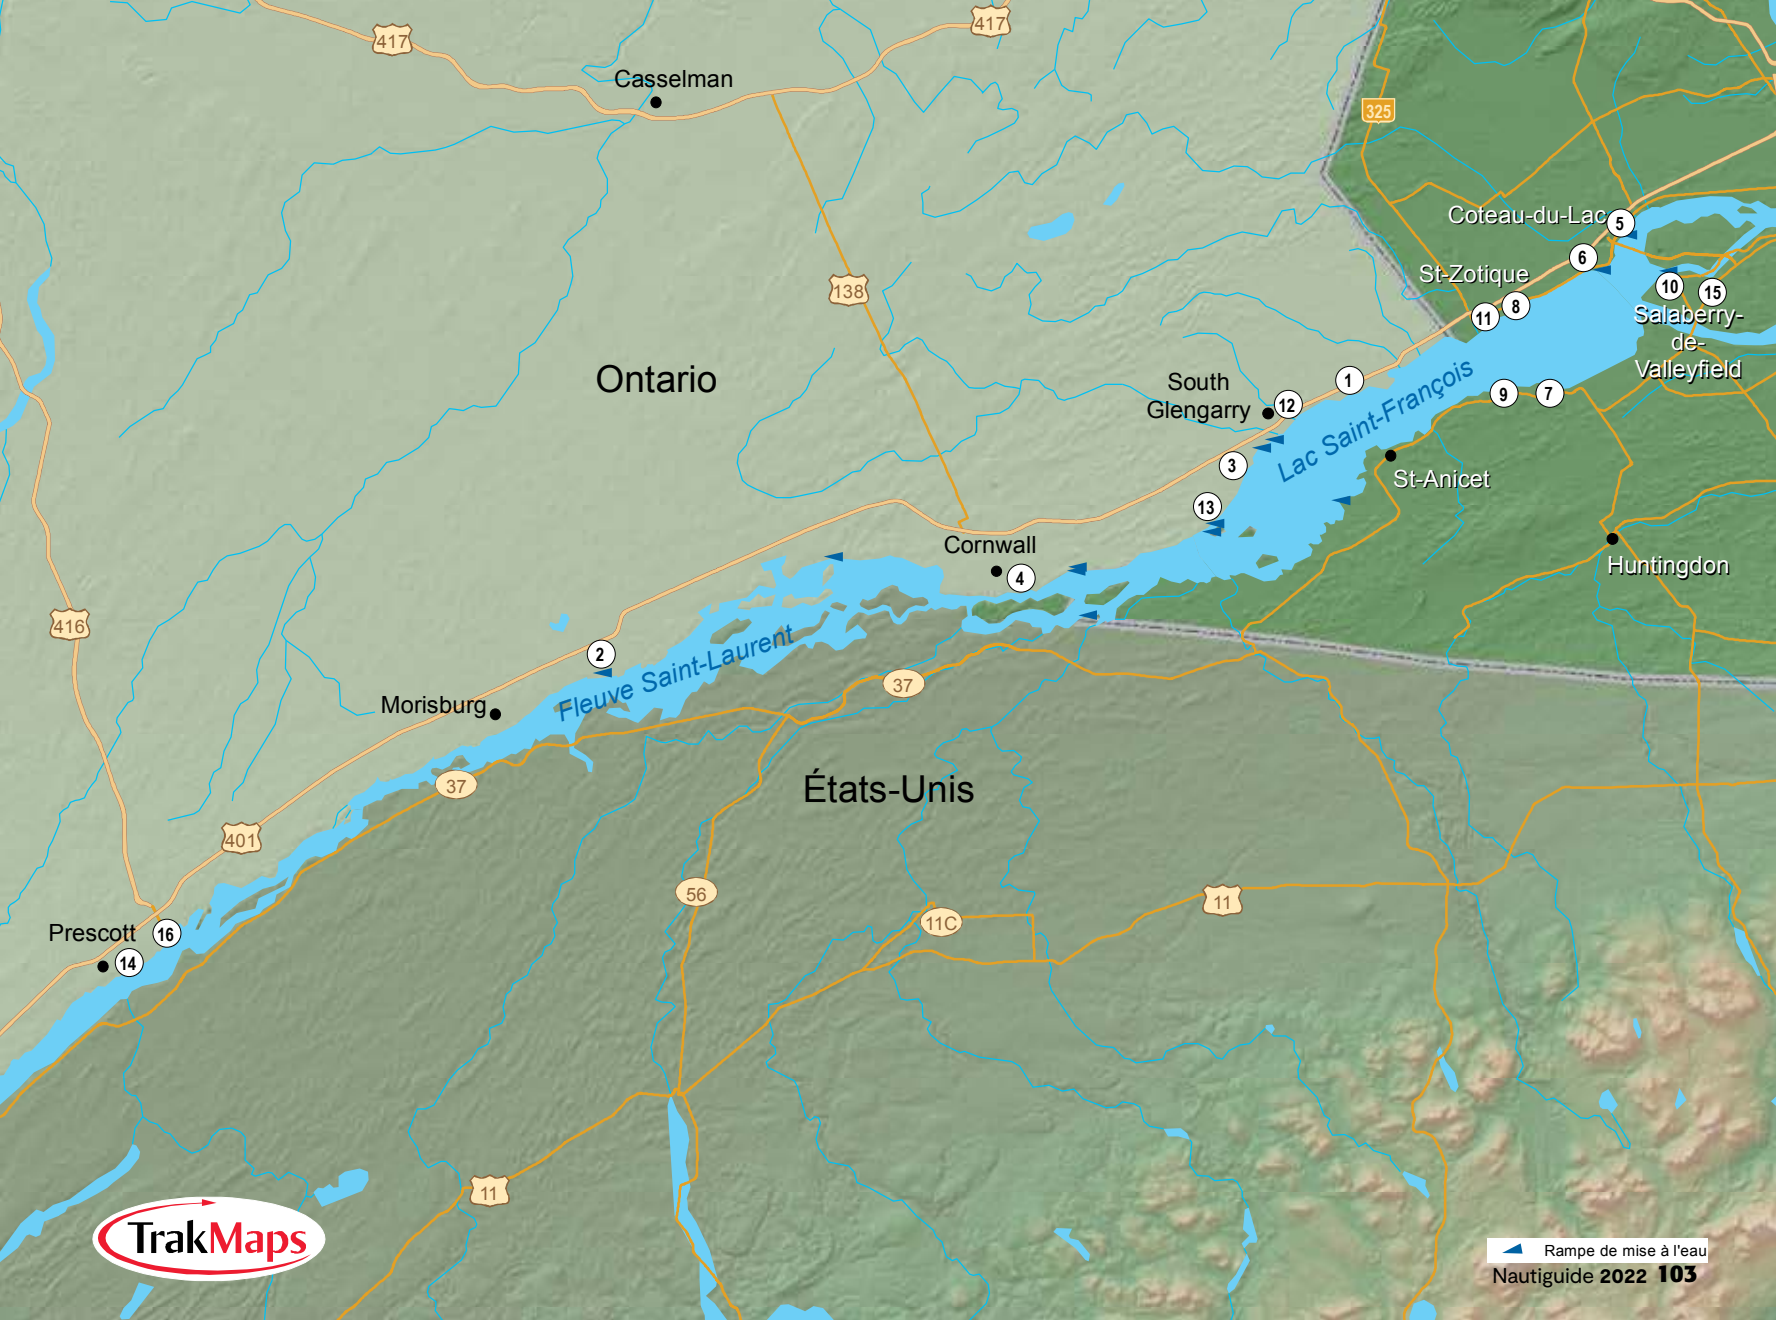 417
417
Casselman
325
Coteau-du-Lac
5
6
St-Zotique
138
10
15
8
11
Salaberry-
de-
Valleyfield
Ontario
South
Glengarry
1
12
9
7
Lac Saint-François
3
St-Anicet
13
Cornwall
4
Huntingdon
416
2
Fleuve Saint-Laurent
37
Morisburg
37
États-Unis
401
56
11
11C
Prescott
16
14
11
TrakMaps
Rampe de mise à l'eau
Nautiguide 2022 103